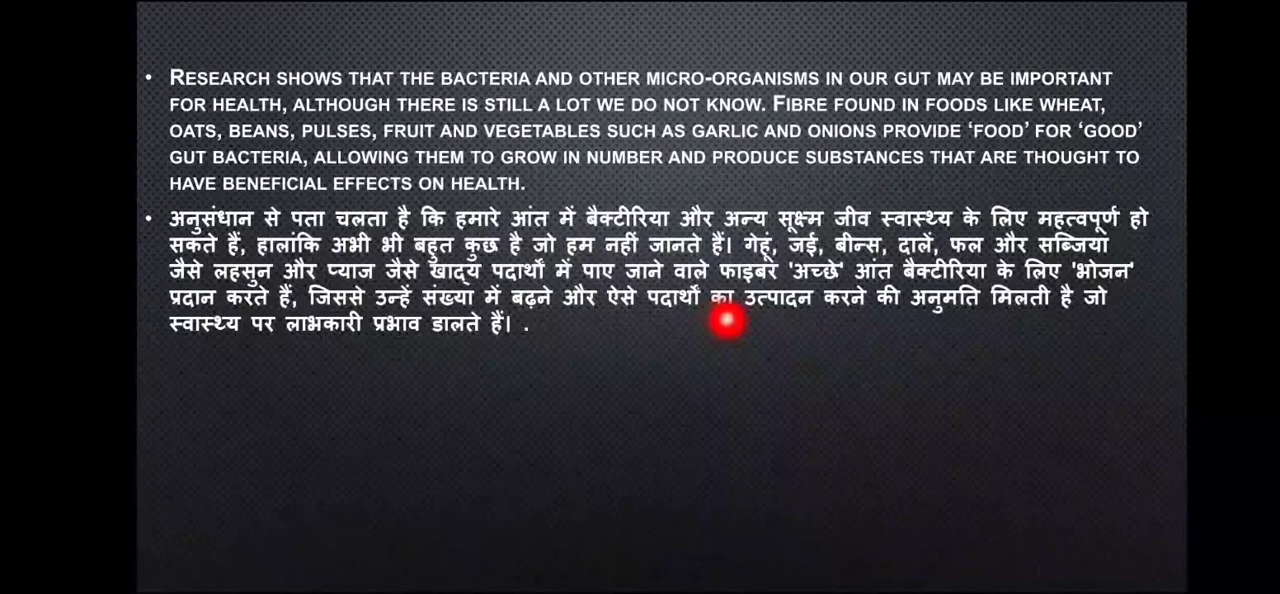 • Research shows that the bacteria and other micro-organisms in our gut may be important
for health, although there is still a lot we do not know. Fibre found in foods like wheat,
oats, beans, pulses, fruit and vegetables such as garlic and onions provide ‘food’ for ‘good’
gut bacteria, allowing them to grow in number and produce substances that are thought to
have beneficial effects on health.
• अनुसंधान से पता चलता है कि हमारे आंत में बैक्टीरिया और अन्य सूक्ष्म जीव स्वास्थ्य के लिए महत्वपूर्ण हो
सकते हैं, हालांकि अभी भी बहुत कुछ है जो हम नहीं जानते हैं। गेहूं, जई, बीन्स, दालें, फल और सब्जियां
जैसे लहसुन और प्याज जैसे खाद्य पदार्थों में पाए जाने वाले फाइबर 'अच्छे' आंत बैक्टीरिया के लिए 'भोजन'
प्रदान करते हैं, जिससे उन्हें संख्या में बढ़ने और ऐसे पदार्थों का उत्पादन करने की अनुमति मिलती है जो
स्वास्थ्य पर लाभकारी प्रभाव डालते हैं। .